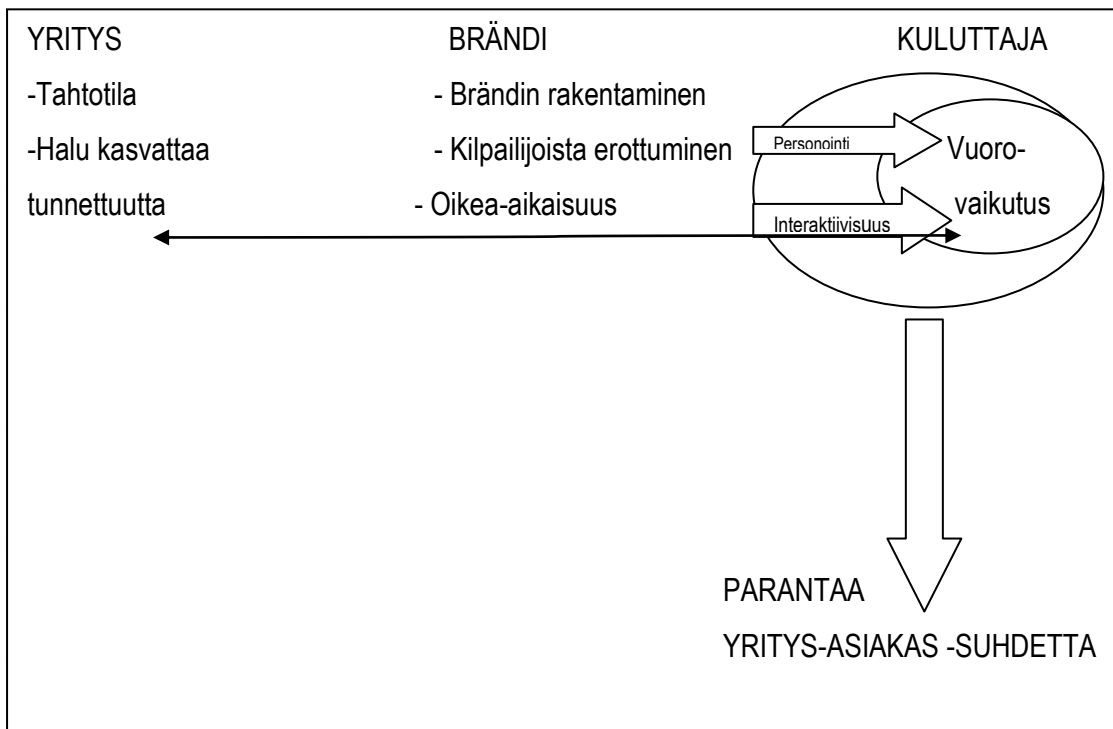 YRITYS
-Tahtotila
-Halu kasvattaa
tunnettuutta
BRÄNDI
- Brändin rakentaminen
- Kilpailijoista erottuminen
- Oikea-aikaisuus
KULUTTAJA
Personointi
Interaktiivisuus
Vuoro-
vaikutus
PARANTAA
YRITYS-ASIAKAS -SUHDETTA